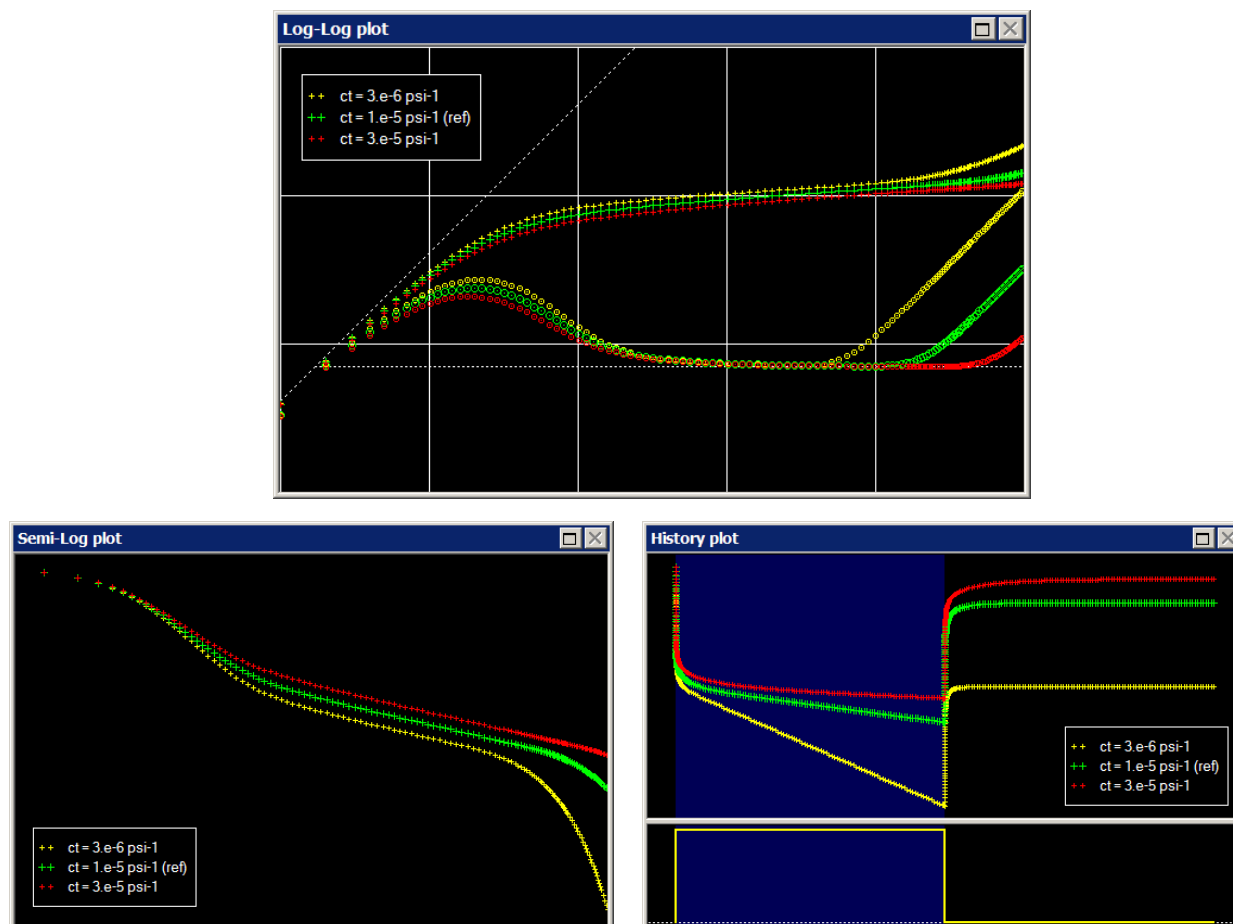 Log-Log plot
ct = 3.e-6 psi-1
ct = 1.e-5 psi-1 (ref)
ct = 3.e-5 psi-1
Semi-Log plot
ct = 3.e-6 psi-1
ct = 1.e-5 psi-1 (ref)
ct = 3.e-5 psi-1
History plot
ct = 3.e-6 psi-1
ct = 1.e-5 psi-1 (ref)
ct = 3.e-5 psi-1